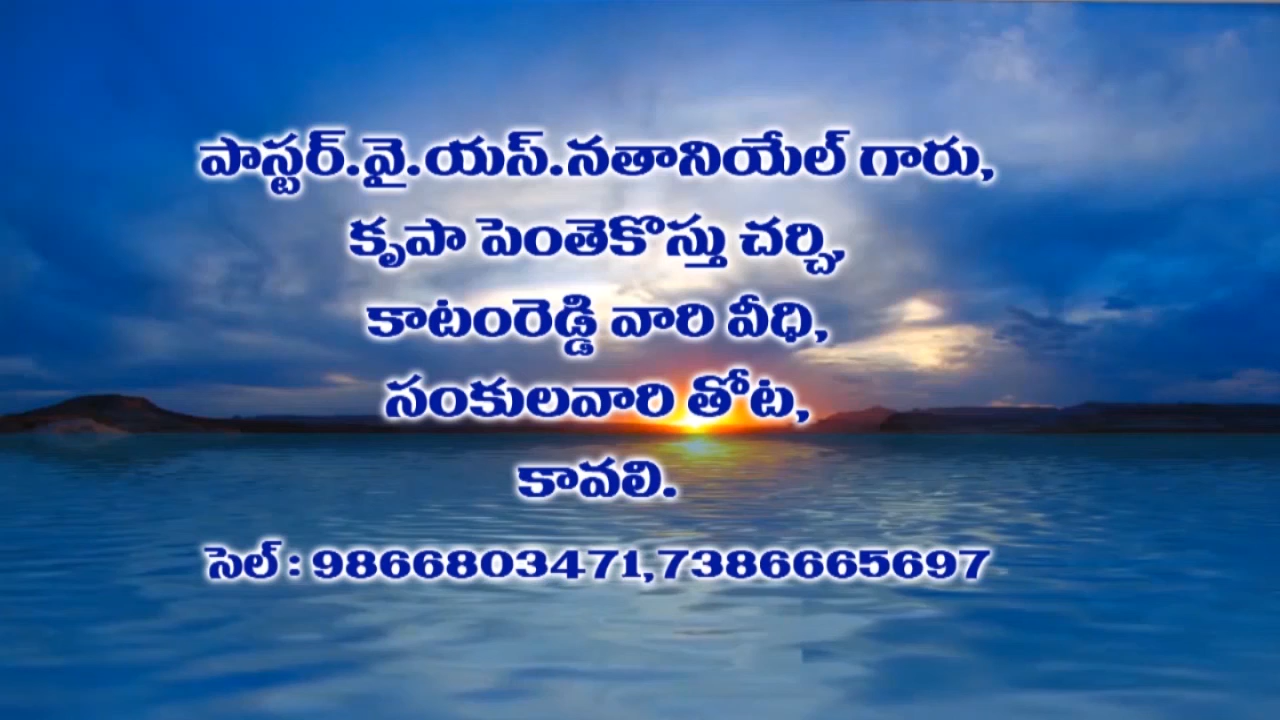 పాస్టర్.వై.యస్.నతానియేల్ గారు,
కృపా పెంతెకొస్తు చర్చి,
కాటంరెడ్డి వారి వీధి,
సంకులవారి తోట,
కావలి.
సెల్ : 9866803471,7386665697